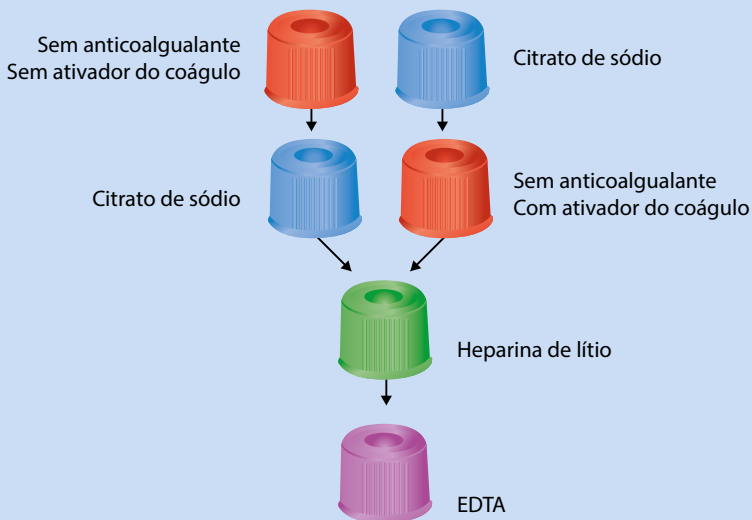 Sem anticoalgualante
Sem ativador do coágulo
Citrato de sódio
Citrato de sódio
Sem anticoalgualante
Com ativador do coágulo
Heparina de lítio
EDTA